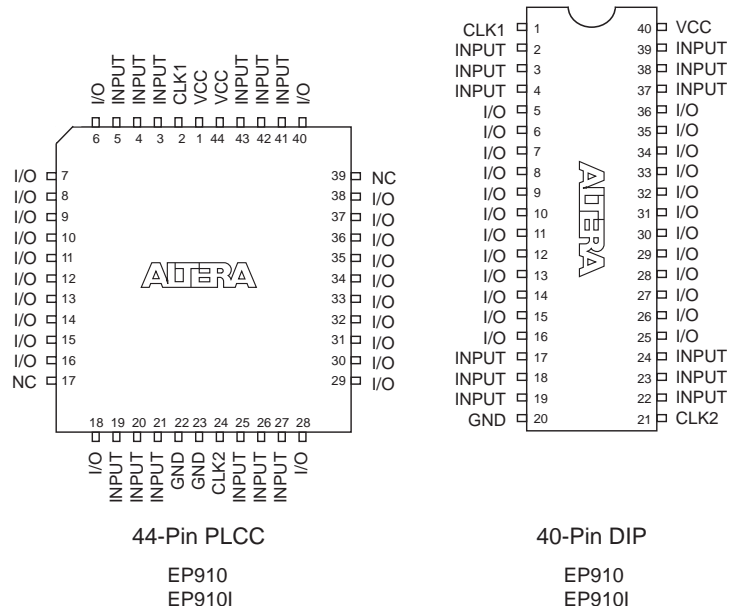 I/O INPUT INPUT INPUT CLK1 VCC VCC INPUT INPUT INPUT I/O
6 5 4 3 2 1 44 43 42 41 40
I/O 7 39 NC
I/O 8 38 I/O
I/O 9 37 I/O
I/O 10 36 I/O
I/O 11 35 I/O
I/O 12 34 I/O
I/O 13 33 I/O
I/O 14 32 I/O
I/O 15 31 I/O
I/O 16 30 I/O
NC 17 29 I/O
ALTERA
18 19 20 21 22 23 24 25 26 27 28
I/O INPUT INPUT INPUT GND GND CLK2 INPUT INPUT INPUT I/O
44-Pin PLCC
EP910
EP910I
CLK1 1 40 VCC
INPUT 2 39 INPUT
INPUT 3 38 INPUT
INPUT 4 37 INPUT
I/O 5 36 I/O
I/O 6 35 I/O
I/O 7 34 I/O
I/O 8 33 I/O
I/O 9 32 I/O
I/O 10 31 I/O
I/O 11 30 I/O
I/O 12 29 I/O
I/O 13 28 I/O
I/O 14 27 I/O
I/O 15 26 I/O
I/O 16 25 I/O
INPUT 17 24 INPUT
INPUT 18 23 INPUT
INPUT 19 22 INPUT
GND 20 21 CLK2
ALTERA
40-Pin DIP
EP910
EP910I